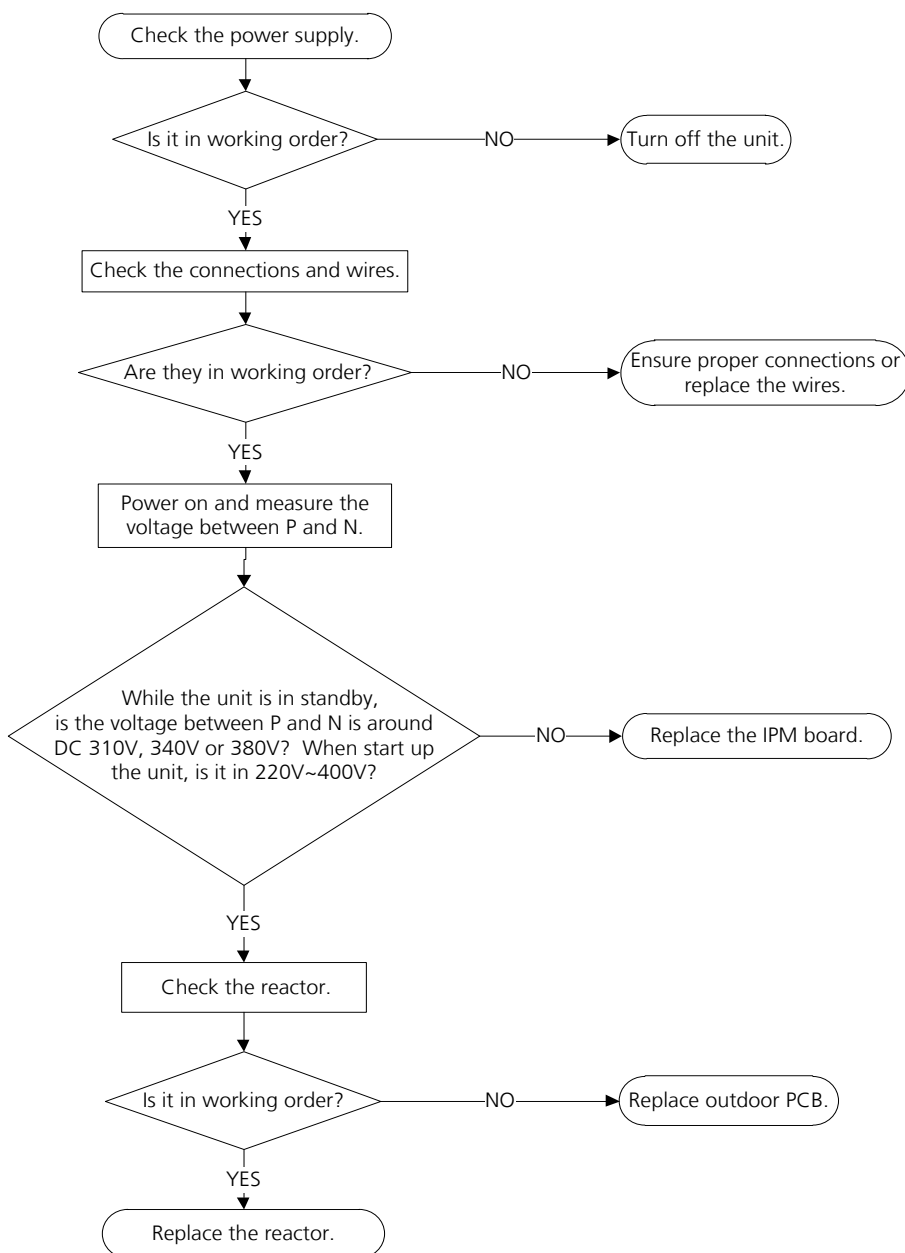 Check the power supply.
Is it in working order?
NO
Turn off the unit.
YES
Check the connections and wires.
Are they in working order?
NO
Ensure proper connections or
replace the wires.
YES
Power on and measure the
voltage between P and N.
While the unit is in standby,
is the voltage between P and N is around
DC 310V, 340V or 380V?  When start up
the unit, is it in 220V~400V?
NO
Replace the IPM board.
YES
Check the reactor.
Is it in working order?
NO
Replace outdoor PCB.
YES
Replace the reactor.